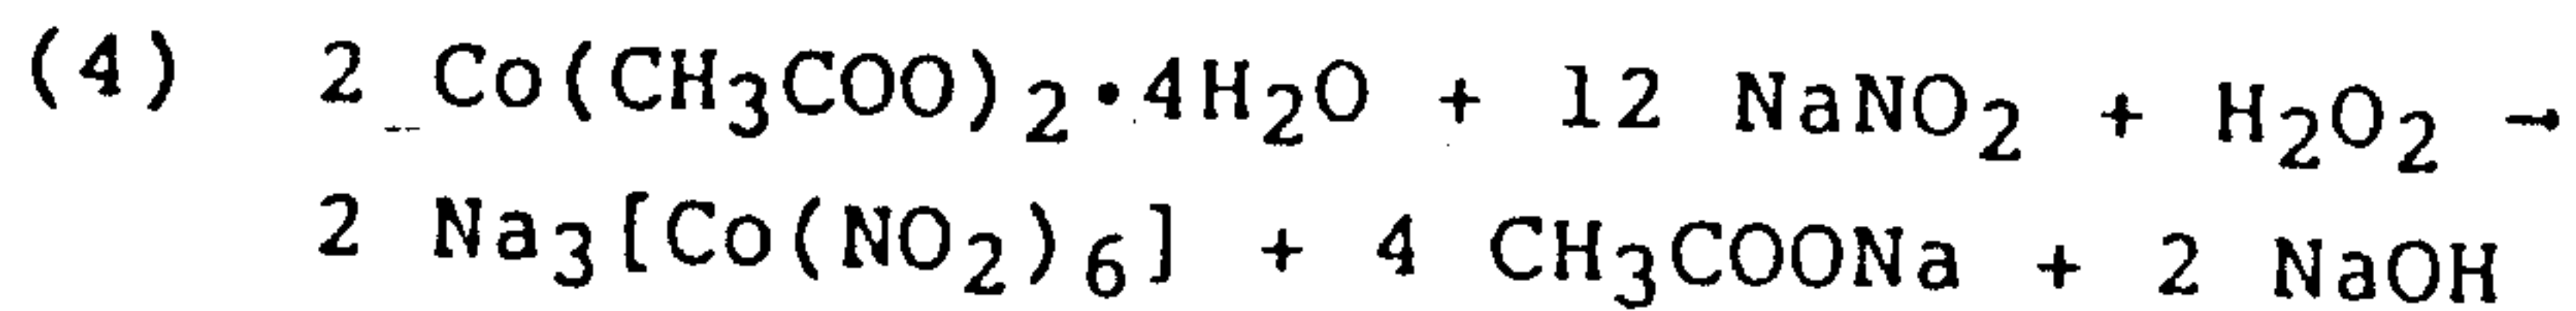 (4) 2 Co(CH₃COO)₂•4H₂O + 12 NaNO₂ + H₂O₂ →
2 Na₃[Co(NO₂)₆] + 4 CH₃COONa + 2 NaOH